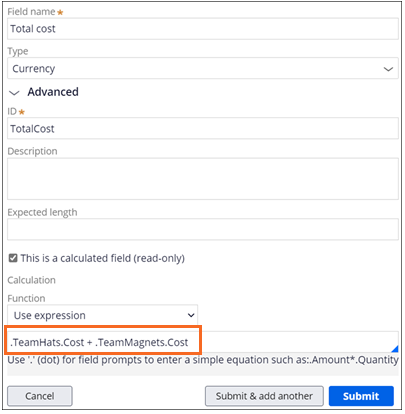 Field name★
Total cost
Type
Currency
Advanced
ID★
TotalCost
Description
Expected length
This is a calculated field (read-only)
Calculation
Function
Use expression
.TeamHats.Cost + .TeamMagnets.Cost
Use '.' (dot) for field prompts to enter a simple equation such as:.Amount*.Quantity
Cancel
Submit & add another
Submit